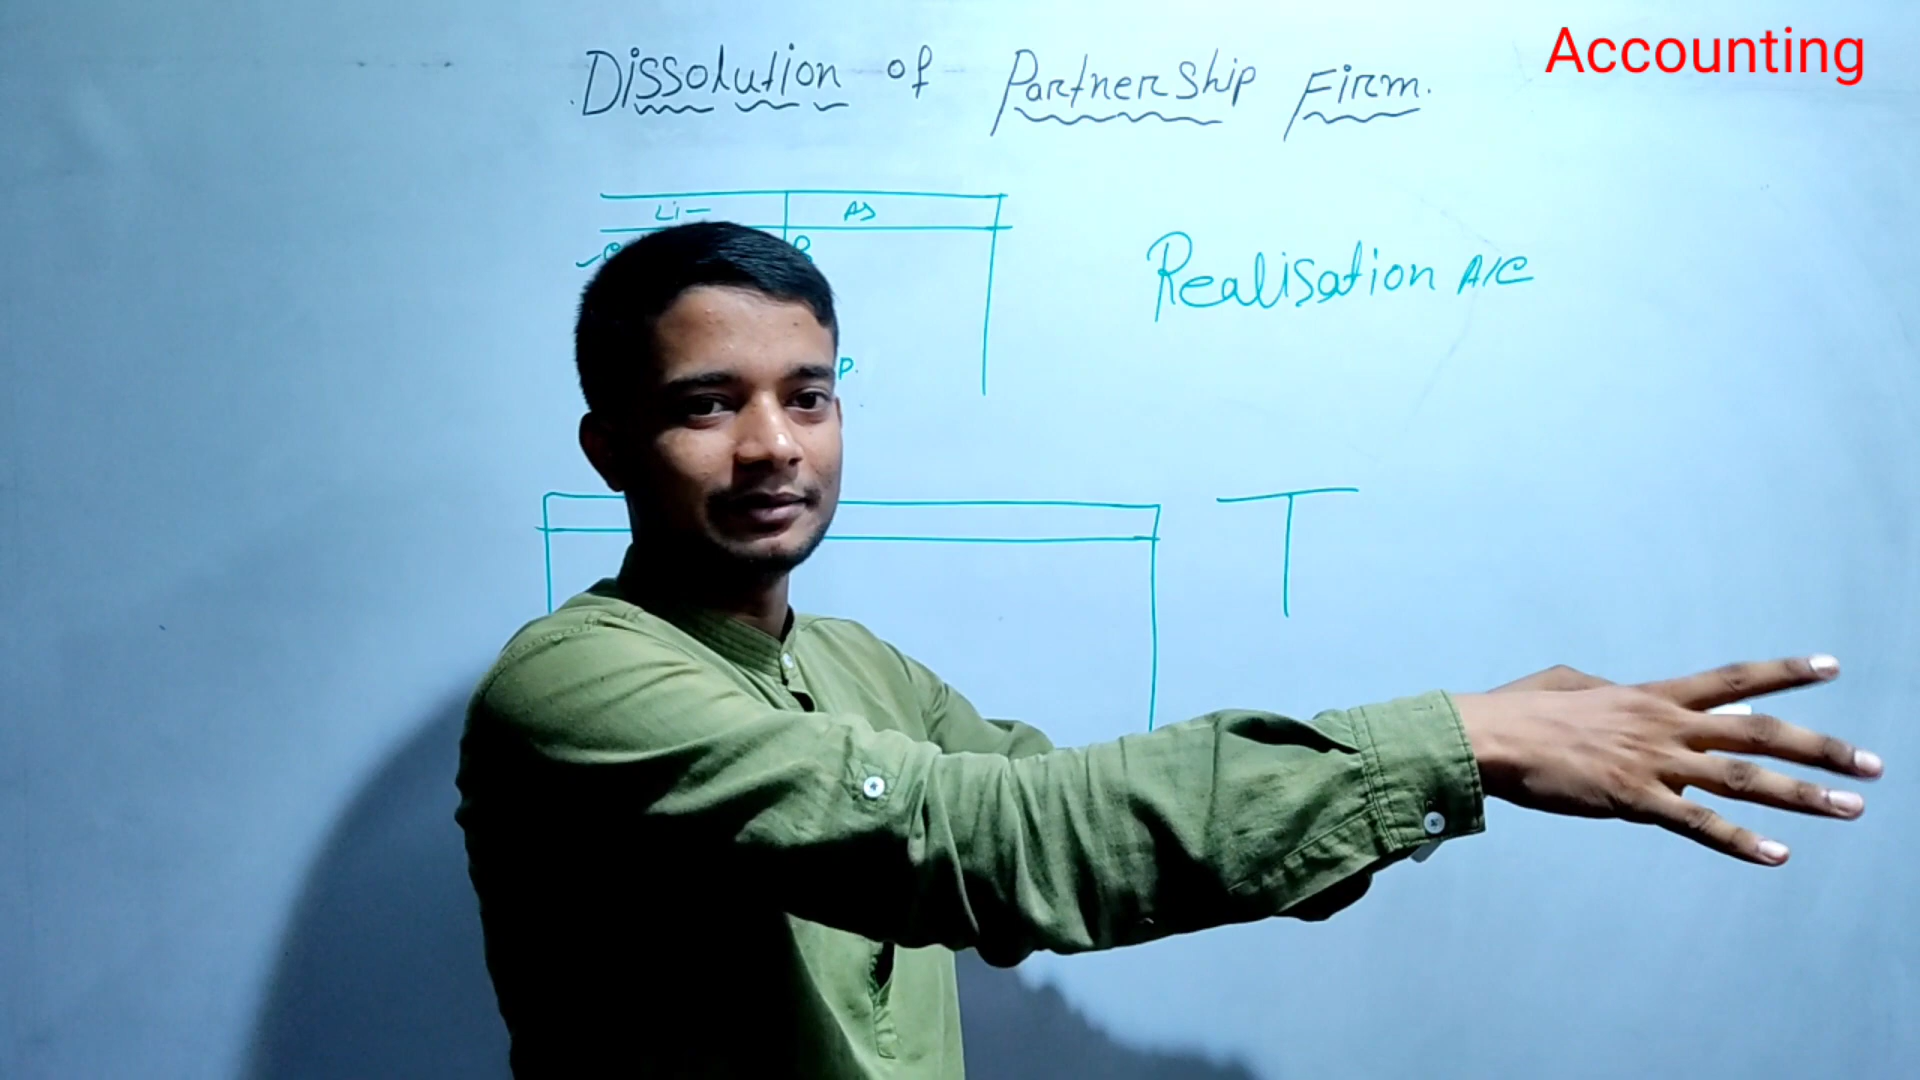 Accounting
Dissolution of Partnership Firm.
Li- As
Realisation A/C
P.